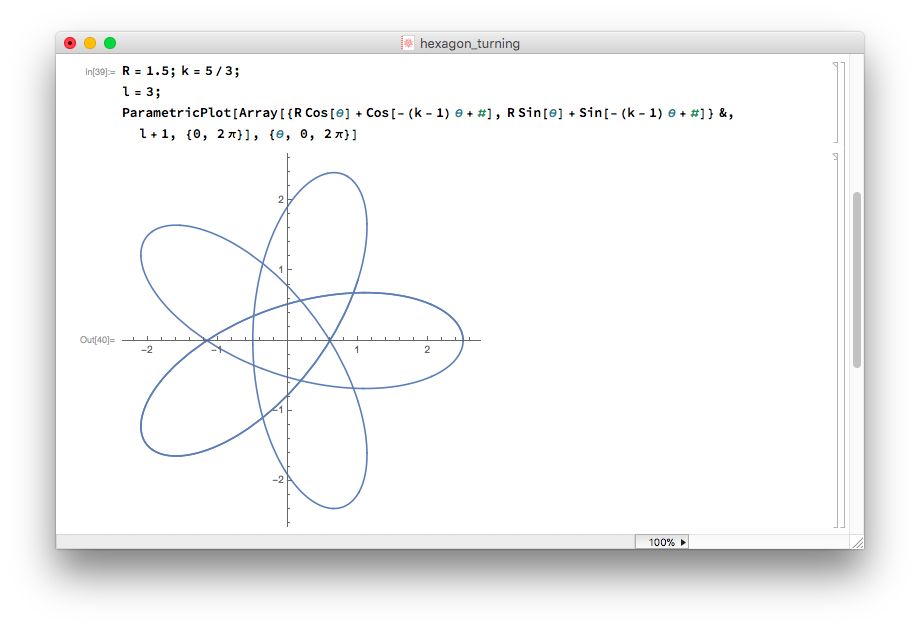 hexagon_turning
In[39]:= R = 1.5; k = 5 / 3;
l = 3;
ParametricPlot[Array[{R Cos[θ] + Cos[- (k - 1) θ + #], R Sin[θ] + Sin[- (k - 1) θ + #]} &,
l + 1, {0, 2 π}], {θ, 0, 2 π}]
2
1
Out[40]=
-2 -1 1 2
-1
-2
100%